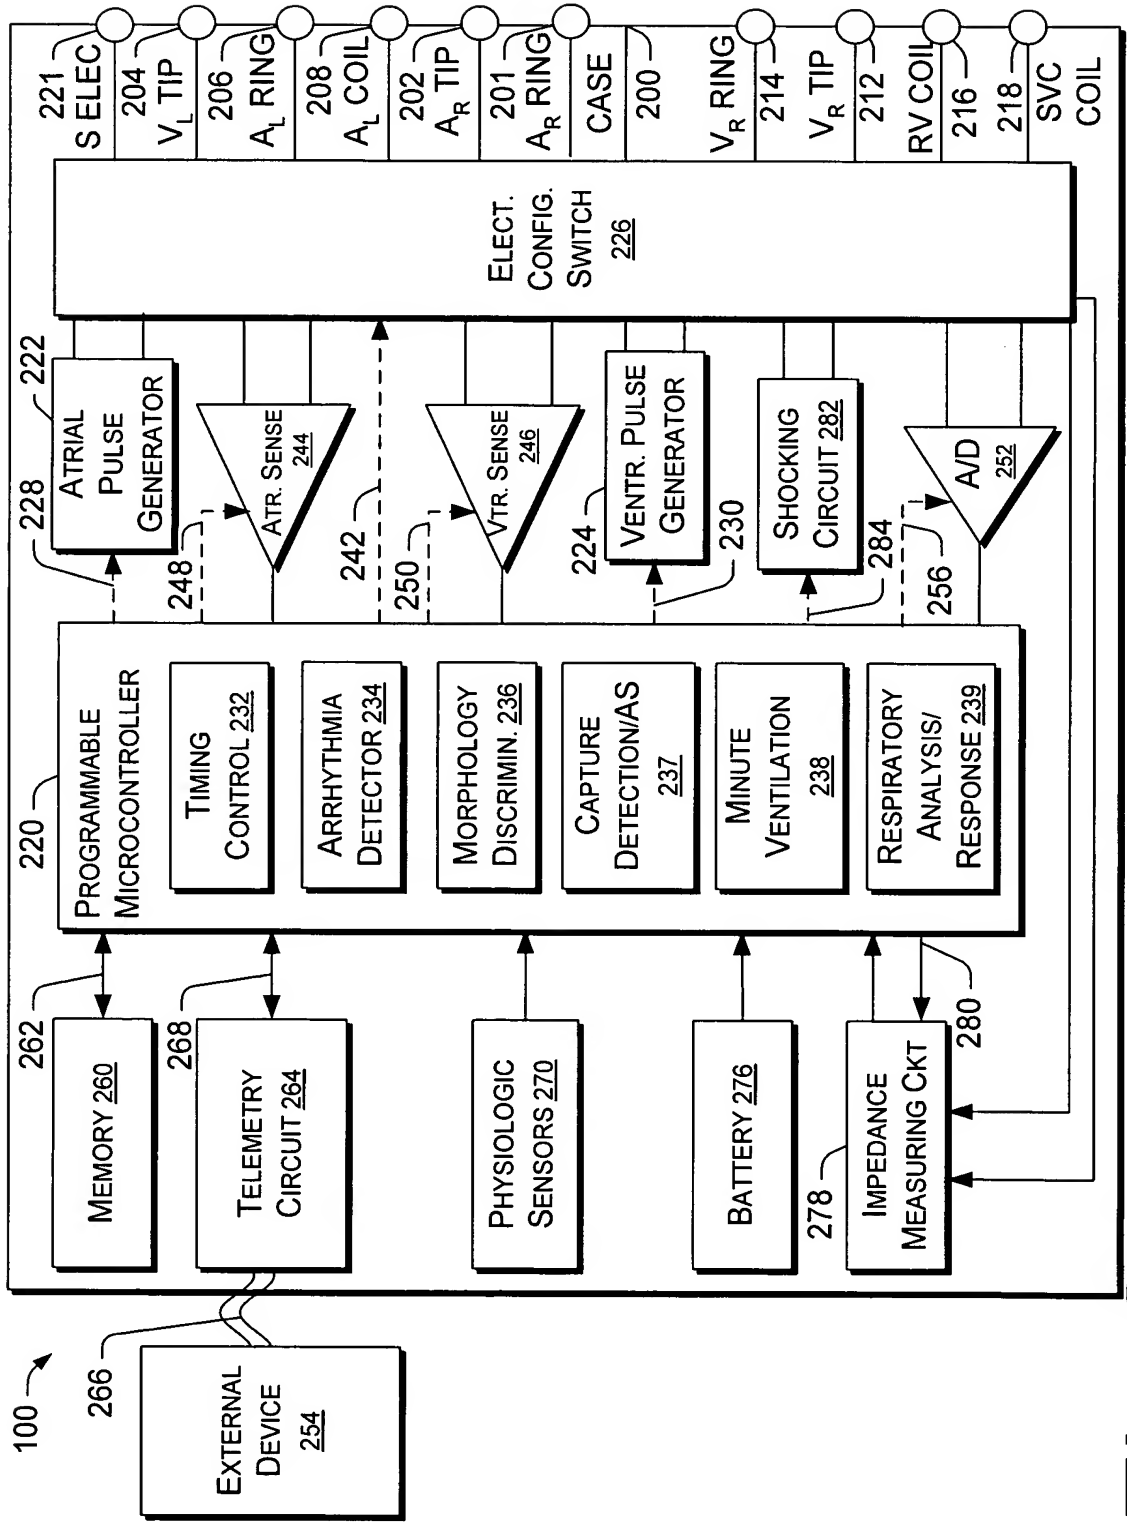 100
EXTERNAL
DEVICE
254
266
MEMORY 260
262
TELEMETRY
CIRCUIT 264
268
PHYSIOLOGIC
SENSORS 270
BATTERY 276
278
IMPEDANCE
MEASURING CKT
280
220
PROGRAMMABLE
MICROCONTROLLER
TIMING
CONTROL 232
ARRHYTHMIA
DETECTOR 234
MORPHOLOGY
DISCRIMIN. 236
CAPTURE
DETECTION/AS
237
MINUTE
VENTILATION
238
RESPIRATORY
ANALYSIS/
RESPONSE 239
228
222
ATRIAL
PULSE
GENERATOR
248
ATR. SENSE
244
242
250
VTR. SENSE
246
224
VENTR. PULSE
GENERATOR
230
SHOCKING
CIRCUIT 282
284
256
A/D
252
ELECT.
CONFIG.
SWITCH
226
221
S ELEC
204
VL TIP
206
AL RING
208
AL COIL
202
AR TIP
201
AR RING
CASE
200
VR RING
214
VR TIP
212
RV COIL
216
218
SVC
COIL